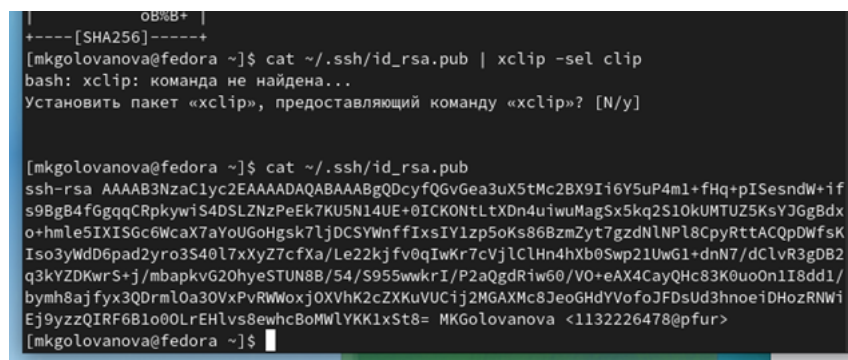 oB%B+ |
+----[SHA256]-----+
[mkgolovanova@fedora ~]$ cat ~/.ssh/id_rsa.pub | xclip -sel clip
bash: xclip: команда не найдена...
Установить пакет «xclip», предоставляющий команду «xclip»? [N/y]
[mkgolovanova@fedora ~]$ cat ~/.ssh/id_rsa.pub
ssh-rsa AAAAB3NzaC1yc2EAAAADAQABAAABgQDcyfQGvGea3uX5tMc2BX9Ii6Y5uP4m1+fHq+pISesndW+if
s9BgB4fGgqqCRpkywiS4DSLZNzPeEk7KU5N14UE+0ICKONtLtXDn4uiwuMagSx5kq2S1OkUMTUZ5KsYJGgBdx
o+hmle5IXISGc6WcaX7aYoUGoHgsk7ljDCSYWnffIxsIY1zp5oKs86BzmZyt7gzdNlNPl8CpyRttACQpDWfsK
Iso3yWdD6pad2yro3S40l7xXyZ7cfXa/Le22kjfv0qIwKr7cVjlClHn4hXb0Swp21UwG1+dnN7/dClvR3gDB2
q3kYZDKwrS+j/mbapkvG2OhyeSTUN8B/54/S955wwkrI/P2aQgdRiw60/VO+eAX4CayQHc83K0uoOn1I8dd1/
bymh8ajfyx3QDrmlOa3OVxPvRWWoxjOXVhK2cZXKuVUCij2MGAXMc8JeoGHdYVofoJFDsUd3hnoeiDHozRNWi
Ej9yzzQIRF6B1o0OLrEHlvs8ewhcBoMWlYKK1xSt8= MKGolovanova <1132226478@pfur>
[mkgolovanova@fedora ~]$